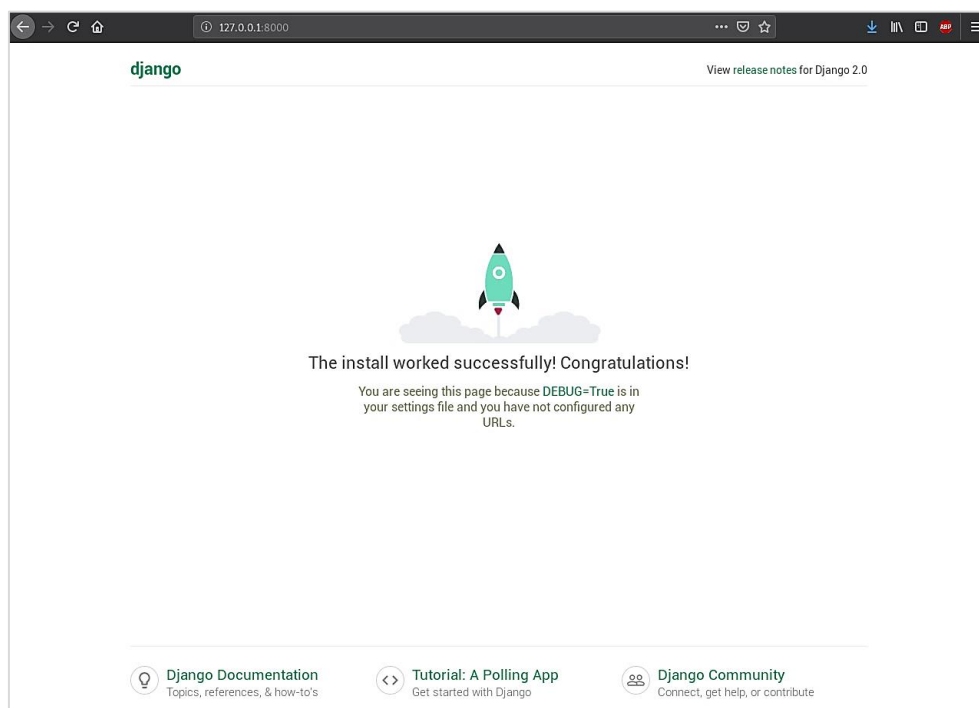 127.0.0.1:8000
ABP
django
View release notes for Django 2.0
The install worked successfully! Congratulations!
You are seeing this page because DEBUG=True is in
your settings file and you have not configured any
URLs.
Django Documentation
Topics, references, & how-to's
Tutorial: A Polling App
Get started with Django
Django Community
Connect, get help, or contribute